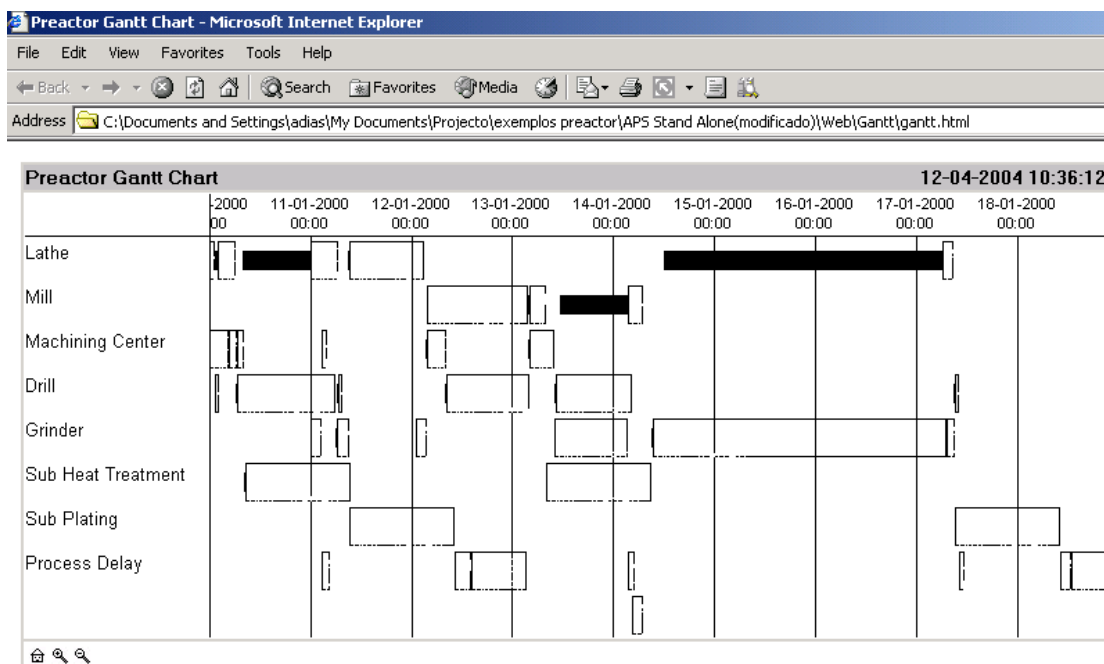 Preactor Gantt Chart - Microsoft Internet Explorer
File Edit View Favorites Tools Help
Back Search Favorites Media
Address C:\Documents and Settings\adias\My Documents\Projecto\exemplos preactor\APS Stand Alone(modificado)\Web\Gantt\gantt.html
Preactor Gantt Chart 12-04-2004 10:36:12
-2000 11-01-2000 12-01-2000 13-01-2000 14-01-2000 15-01-2000 16-01-2000 17-01-2000 18-01-2000
00 00:00 00:00 00:00 00:00 00:00 00:00 00:00 00:00
Lathe
Mill
Machining Center
Drill
Grinder
Sub Heat Treatment
Sub Plating
Process Delay